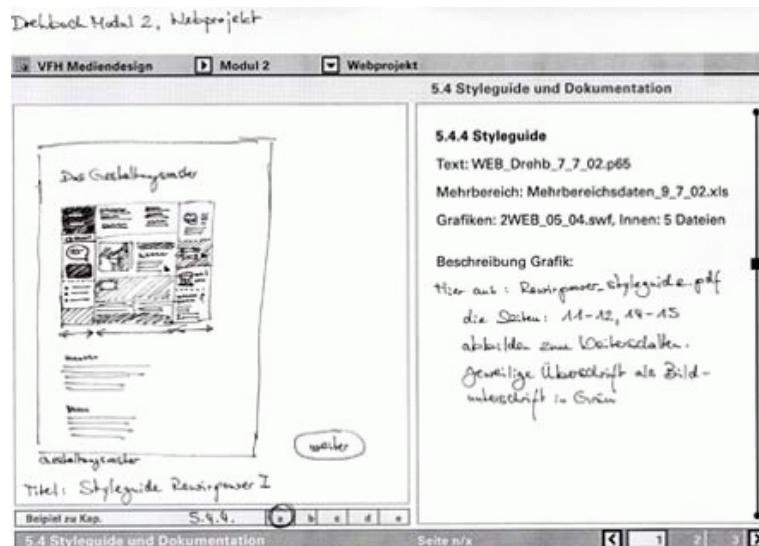 Drehbuch Modul 2, Webprojekt
VFH Mediendesign Modul 2 Webprojekt
5.4 Styleguide und Dokumentation
Das Gestaltungsraster
Gestaltungsraster
weiter
Titel: Styleguide Rewirpower I
Beipiel zu Kap. 5.4.4. a b c d e
5.4 Styleguide und Dokumentation
5.4.4 Styleguide
Text: WEB_Drehb_7_7_02.p65
Mehrbereich: Mehrbereichsdaten_9_7_02.xls
Grafiken: 2WEB_05_04.swf, Innen: 5 Dateien
Beschreibung Grafik:
Hier aus: Rewirpower_styleguide.pdf
die Seiten: 11-12, 14-15
abbilden zum Weiterschalten.
Jeweilige Überschrift als Bild-
unterschrift in Grün
Seite n/x 1 2 3